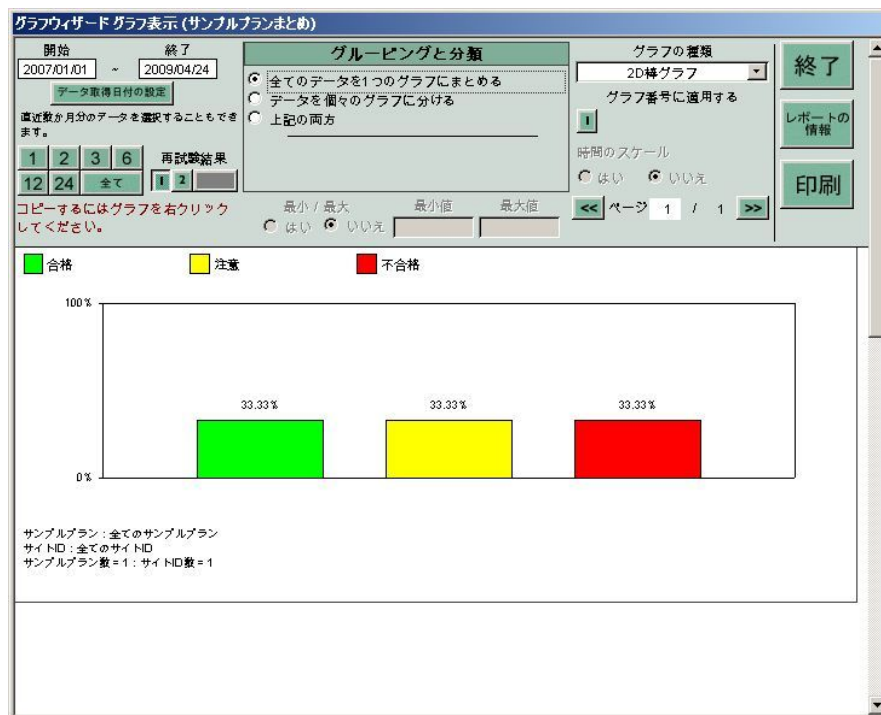 グラフウィザード グラフ表示 (サンプルプランまとめ)
開始 終了
2007/01/01 ~ 2009/04/24
データ取得日付の設定
直近数か月分のデータを選択することもでき
ます。
1 2 3 6 再試験結果
12 24 全て 1 2
コピーするにはグラフを右クリック
してください。
グルーピングと分類
全てのデータを1つのグラフにまとめる
データを個々のグラフに分ける
上記の両方
最小 / 最大 最小値 最大値
はい いいえ
グラフの種類
2D棒グラフ
グラフ番号に適用する
1
時間のスケール
はい いいえ
<< ページ 1 / 1 >>
終了
レポートの
情報
印刷
合格 注意 不合格
100%
33.33% 33.33% 33.33%
0%
サンプルプラン : 全てのサンプルプラン
サイトID : 全てのサイトID
サンプルプラン数 = 1 : サイトID数 = 1